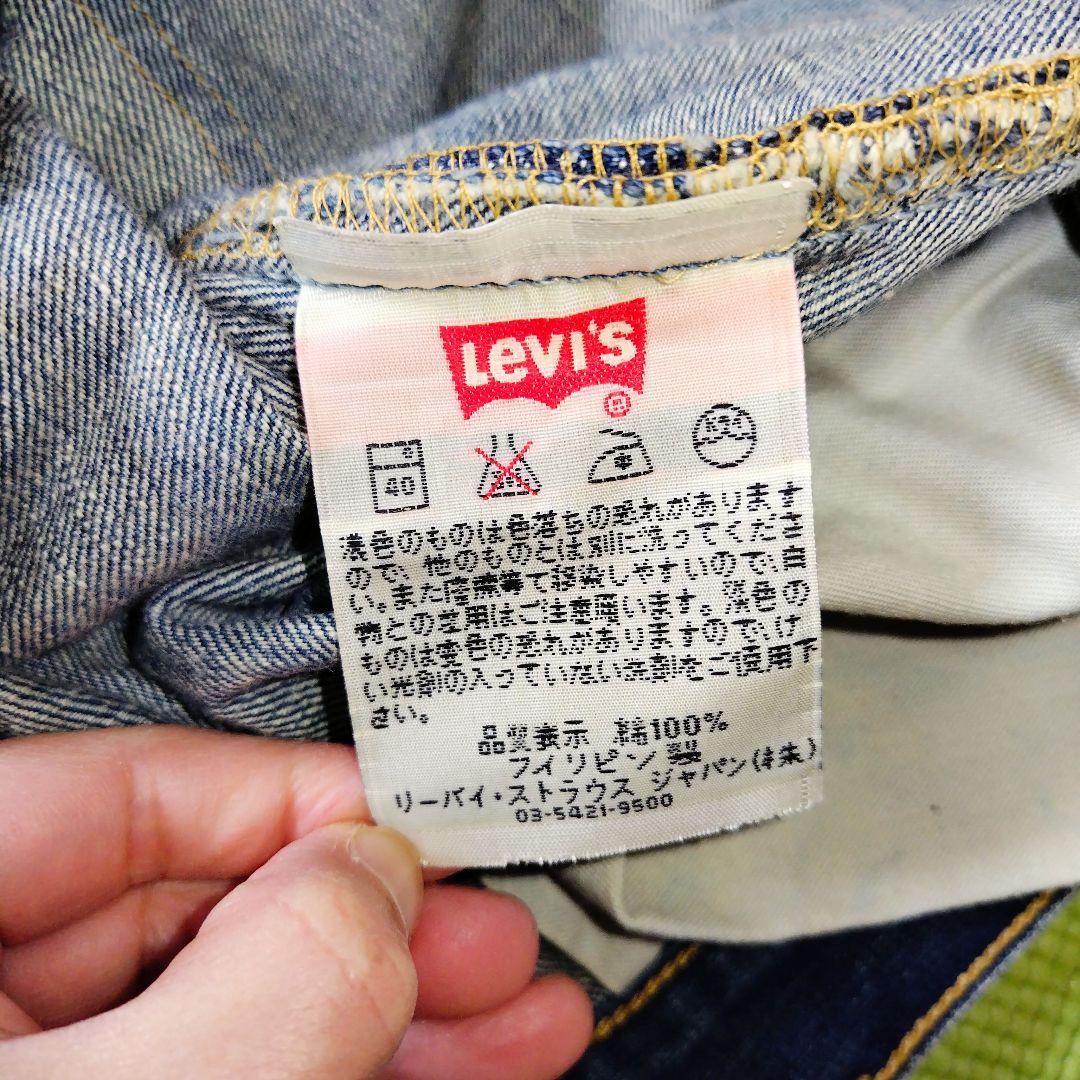 LEVI'S
40
濃色のものは色落ちの恐れがあります
ので、他のものとは別に洗ってくださ
い。また摩擦等で移染しやすいので、白
物との着用はご注意願います。淡色の
ものは変色の恐れがありますので、け
い光剤の入っていない洗剤をご使用下
さい。
品質表示 綿100%
フィリピン製
リーバイ・ストラウス ジャパン(株)
03-5421-9500